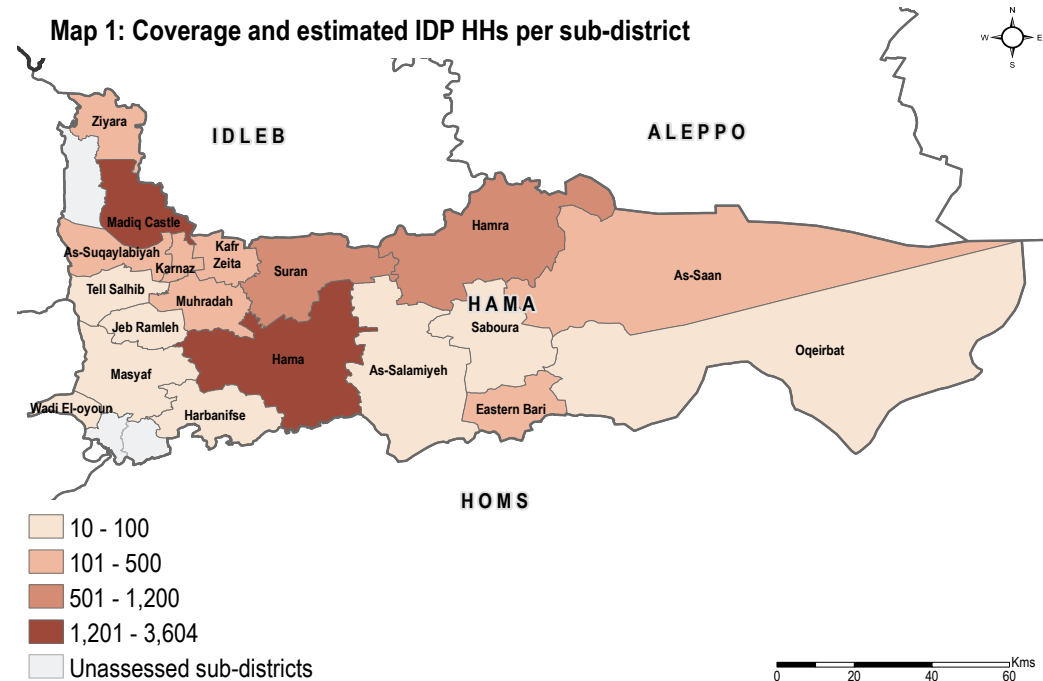 Map 1: Coverage and estimated IDP HHs per sub-district
N
W
E
S
Ziyara
IDLEB
ALEPPO
Madiq Castle
Hamra
As-Suqaylabiyah
Kafr
Zeita
Karnaz
Suran
As-Saan
Tell Salhib
Muhradah
HAMA
Jeb Ramleh
Saboura
Oqeirbat
Hama
As-Salamiyeh
Masyaf
Wadi El-oyoun
Harbanifse
Eastern Bari
HOMS
10 - 100
101 - 500
501 - 1,200
1,201 - 3,604
Unassessed sub-districts
Kms
0 20 40 60